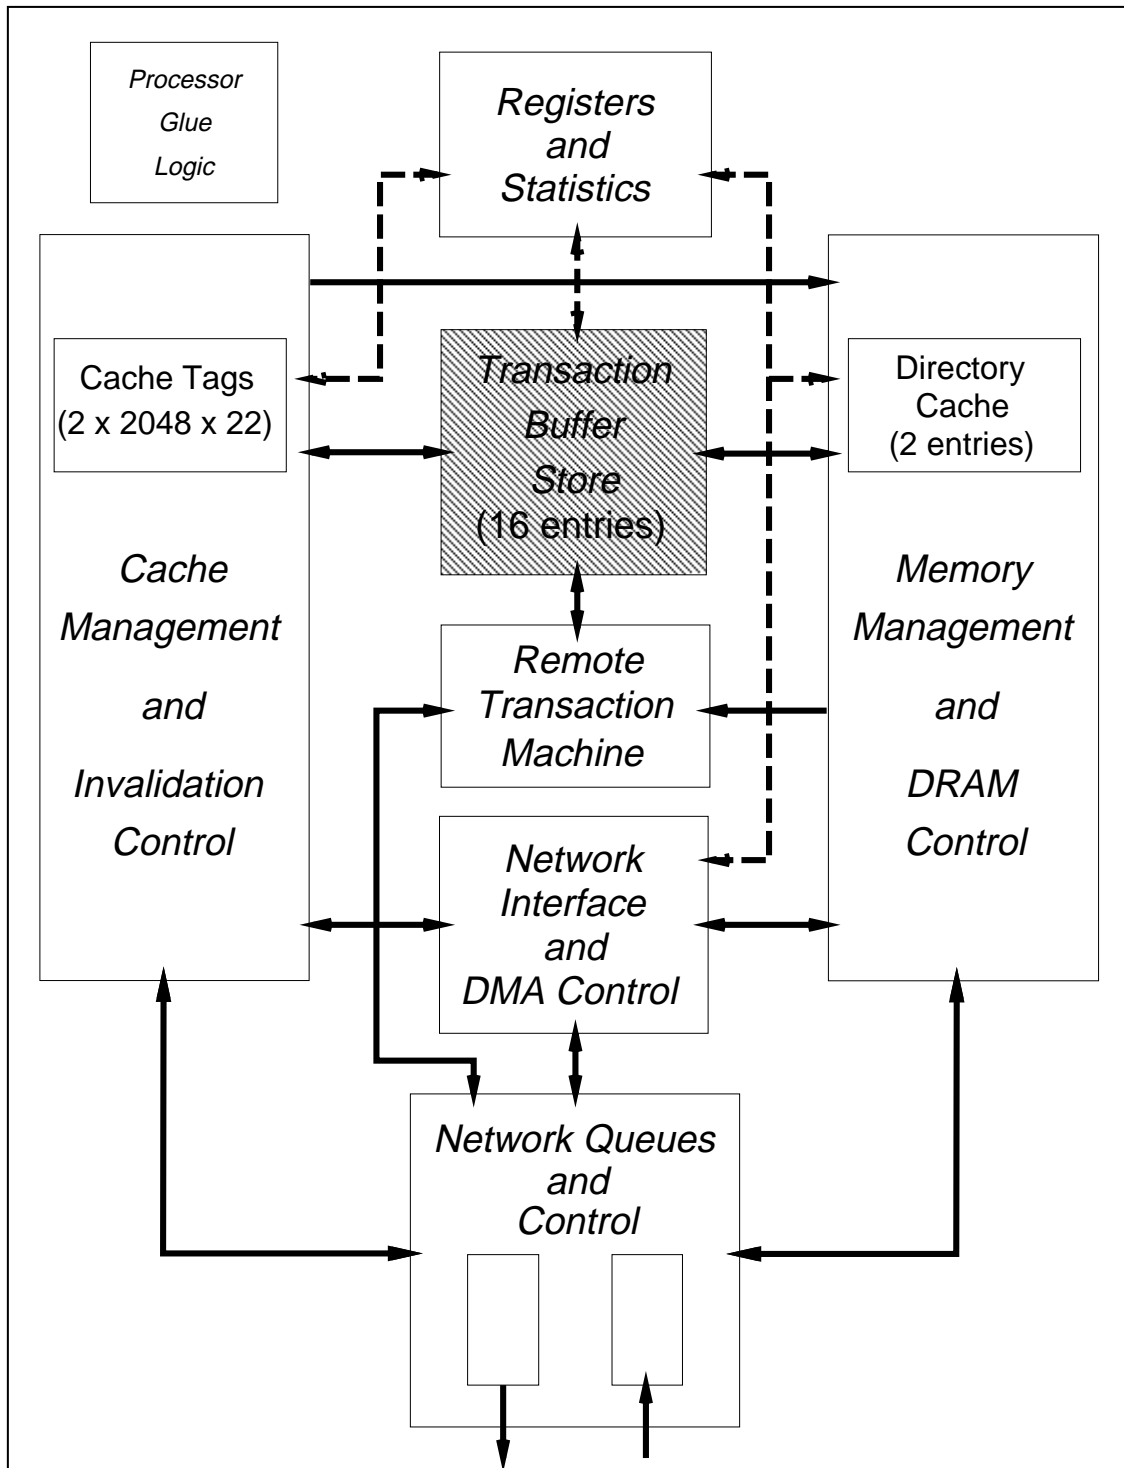 Processor
Glue
Logic
Registers
and
Statistics
Cache Tags
(2 x 2048 x 22)
Transaction
Buffer
Store
(16 entries)
Directory
Cache
(2 entries)
Cache
Management
and
Invalidation
Control
Remote
Transaction
Machine
Memory
Management
and
DRAM
Control
Network
Interface
and
DMA Control
Network Queues
and
Control